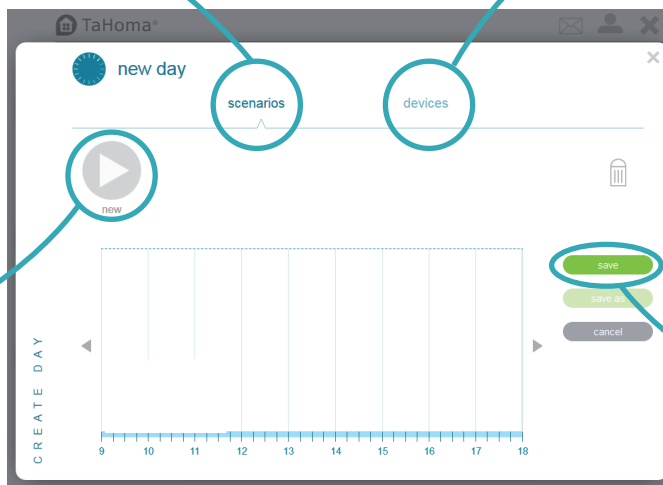 TaHoma®
new day
scenarios
devices
new
save
save as
cancel
CREATE DAY
9 10 11 12 13 14 15 16 17 18